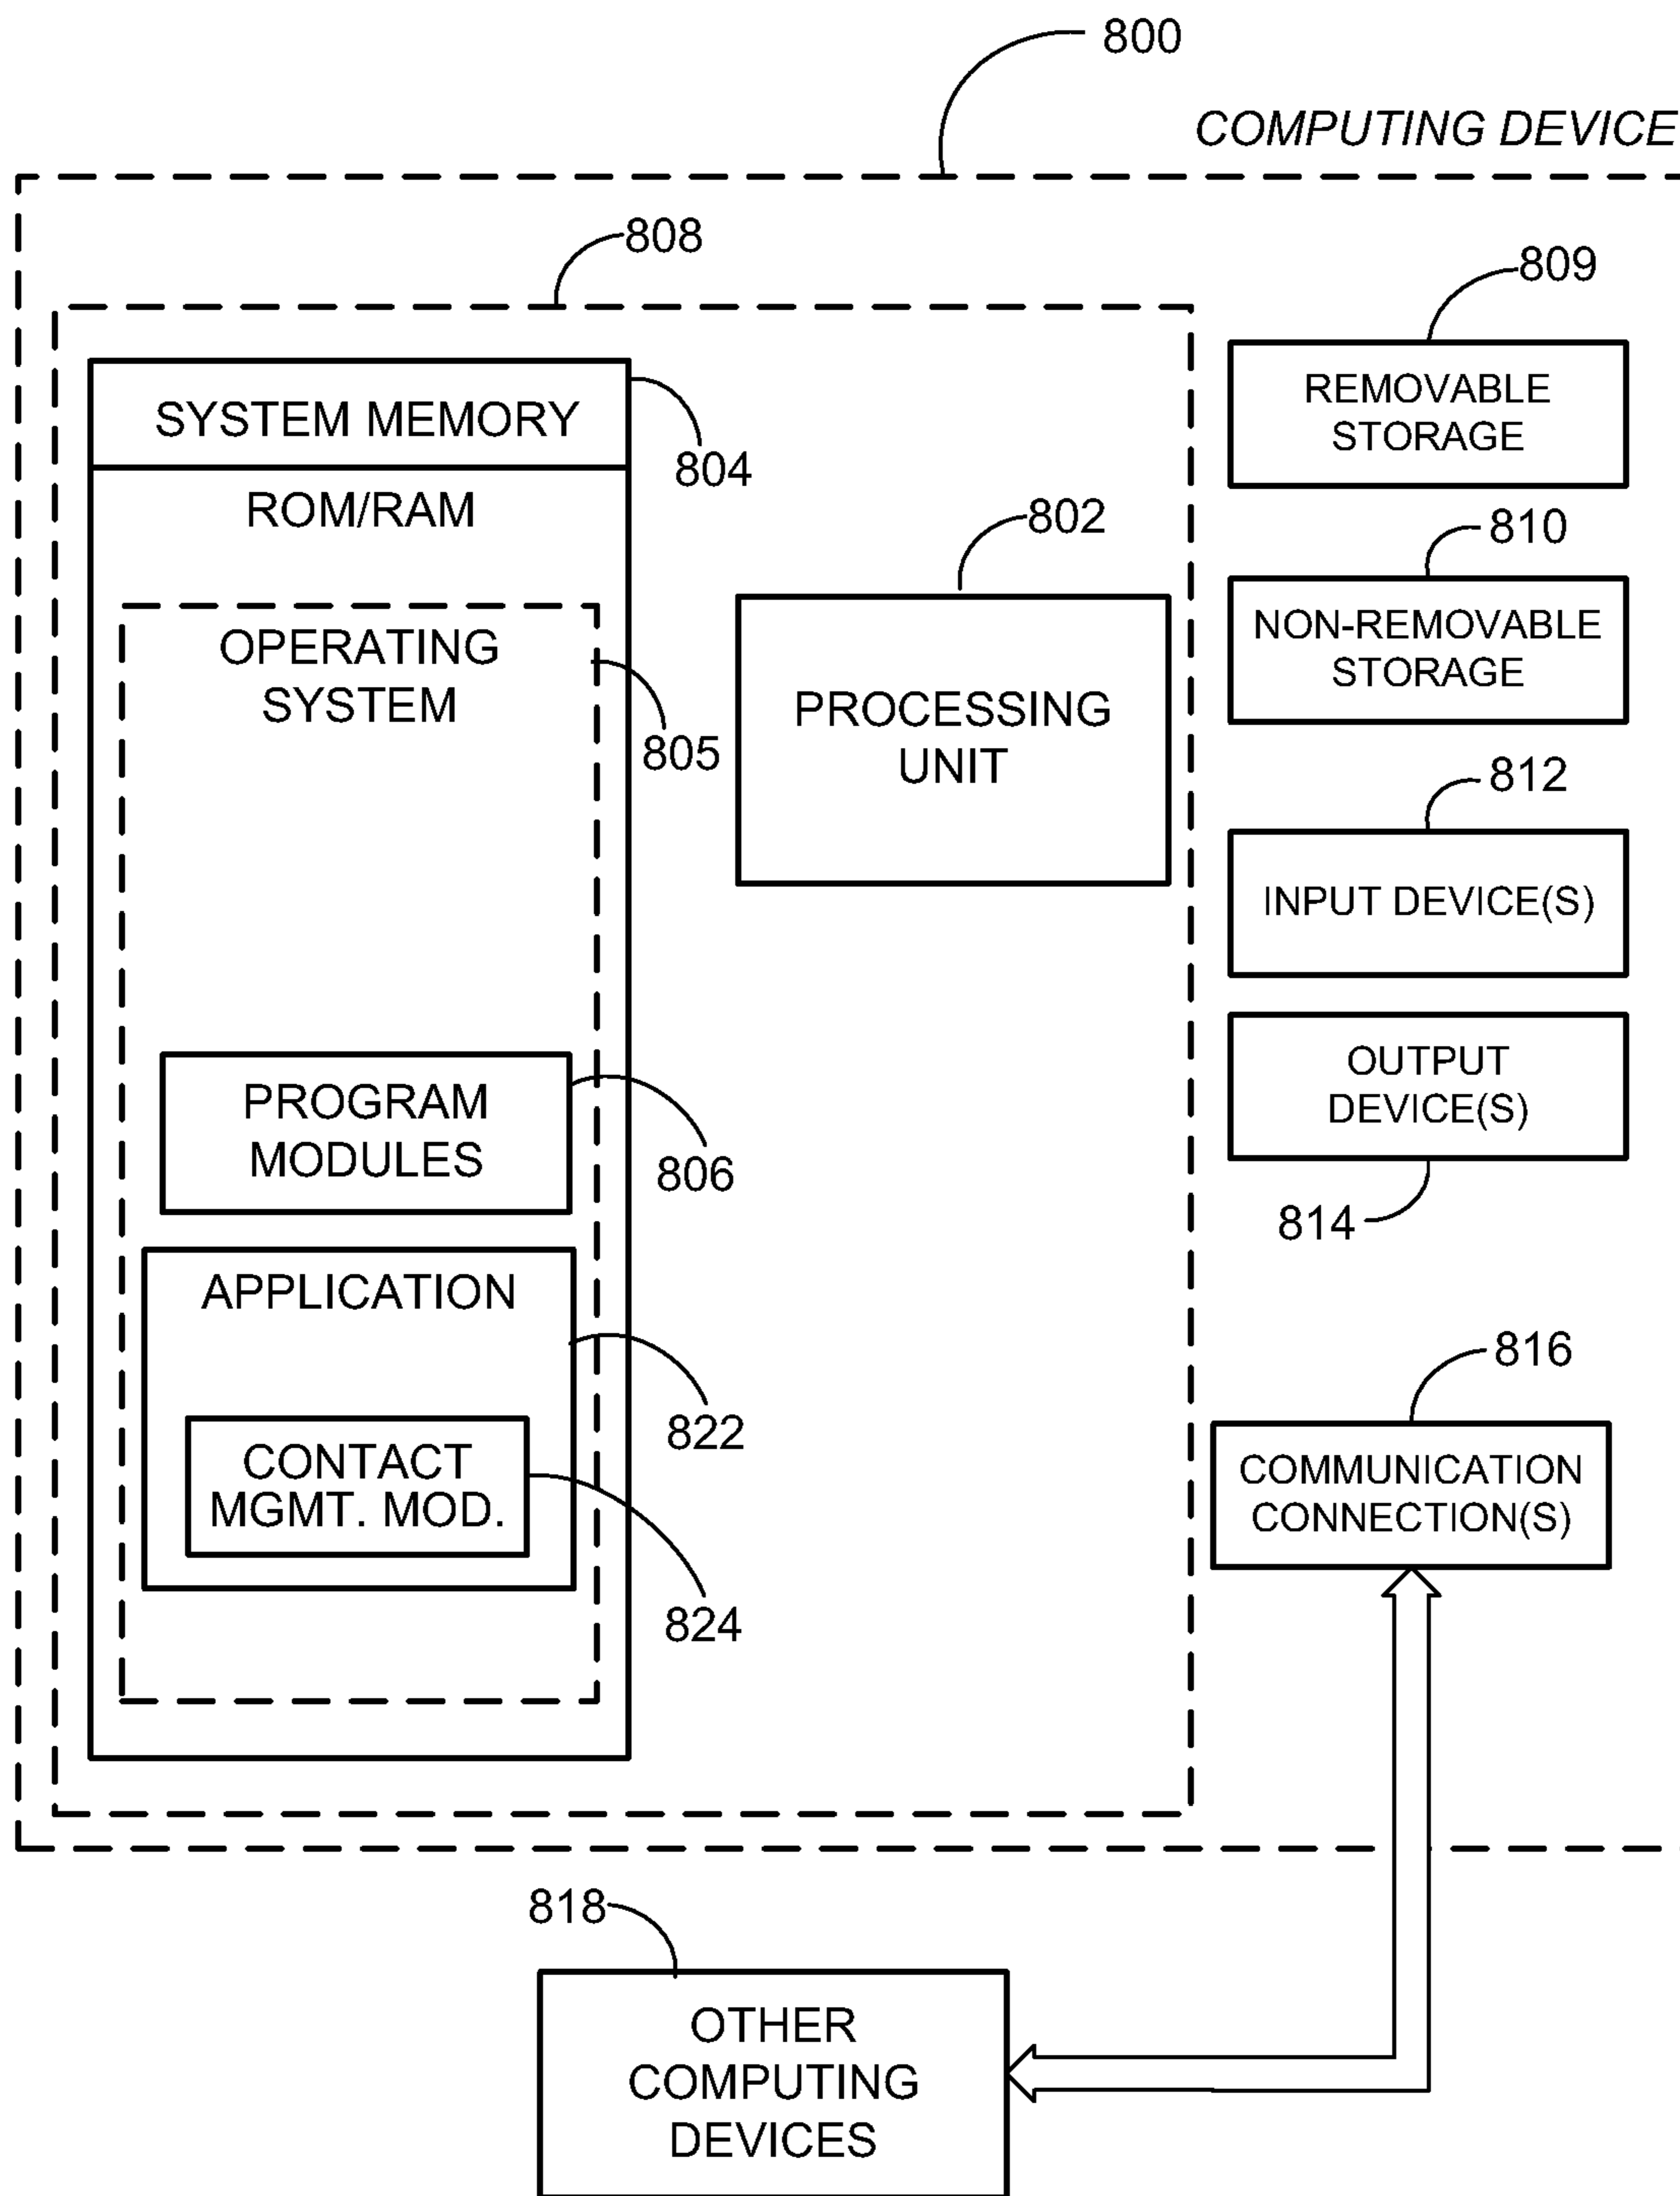 800
COMPUTING DEVICE
808
809
SYSTEM MEMORY
804
ROM/RAM
REMOVABLE
STORAGE
802
810
OPERATING
SYSTEM
805
PROCESSING
UNIT
NON-REMOVABLE
STORAGE
812
INPUT DEVICE(S)
PROGRAM
MODULES
806
OUTPUT
DEVICE(S)
814
APPLICATION
822
816
CONTACT
MGMT. MOD.
824
COMMUNICATION
CONNECTION(S)
818
OTHER
COMPUTING
DEVICES